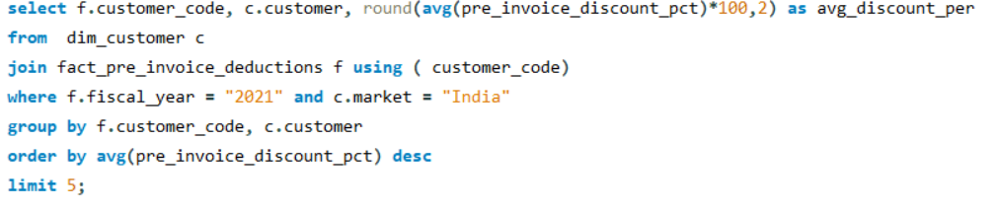 select f.customer_code, c.customer, round(avg(pre_invoice_discount_pct)*100,2) as avg_discount_per
from  dim_customer c
join fact_pre_invoice_deductions f using ( customer_code)
where f.fiscal_year = "2021" and c.market = "India"
group by f.customer_code, c.customer
order by avg(pre_invoice_discount_pct) desc
limit 5;